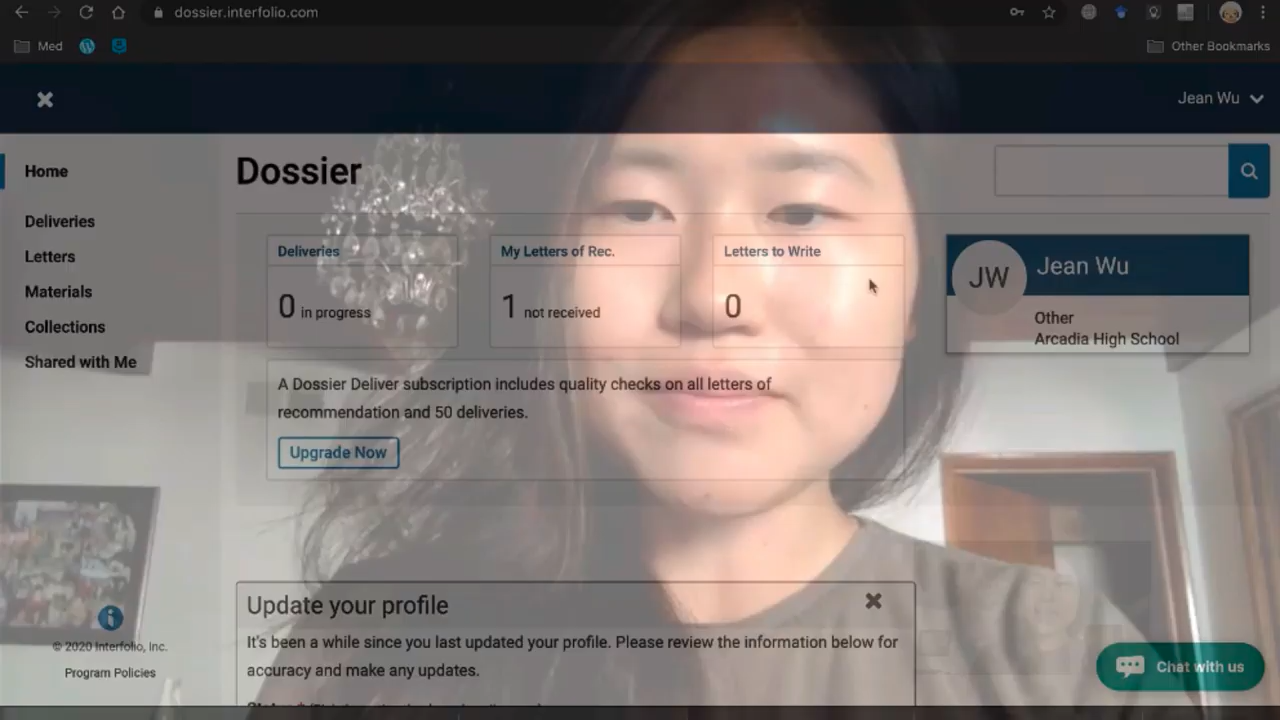 dossier.interfolio.com
Med
Other Bookmarks
Jean Wu
Home
Dossier
Deliveries
Letters
Materials
Collections
Shared with Me
Deliveries
0 in progress
My Letters of Rec.
1 not received
Letters to Write
0
JW
Jean Wu
Other
Arcadia High School
A Dossier Deliver subscription includes quality checks on all letters of
recommendation and 50 deliveries.
Upgrade Now
Update your profile
It's been a while since you last updated your profile. Please review the information below for
accuracy and make any updates.
© 2020 Interfolio, Inc.
Program Policies
Chat with us